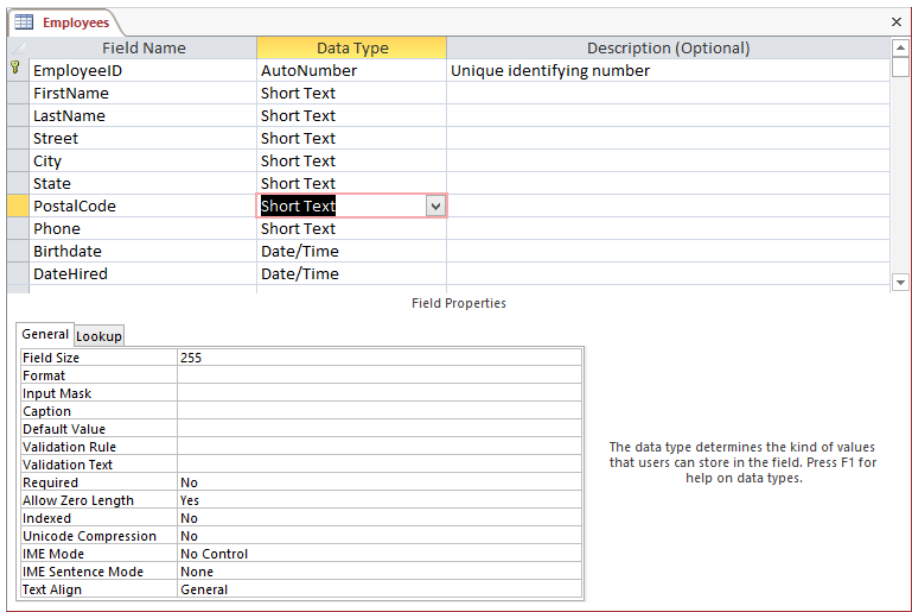 Employees
Field Name Data Type Description (Optional)
EmployeeID AutoNumber Unique identifying number
FirstName Short Text
LastName Short Text
Street Short Text
City Short Text
State Short Text
PostalCode Short Text
Phone Short Text
Birthdate Date/Time
DateHired Date/Time
Field Properties
General Lookup
Field Size 255
Format
Input Mask
Caption
Default Value
Validation Rule
Validation Text
Required No
Allow Zero Length Yes
Indexed No
Unicode Compression No
IME Mode No Control
IME Sentence Mode None
Text Align General
The data type determines the kind of values
that users can store in the field. Press F1 for
help on data types.